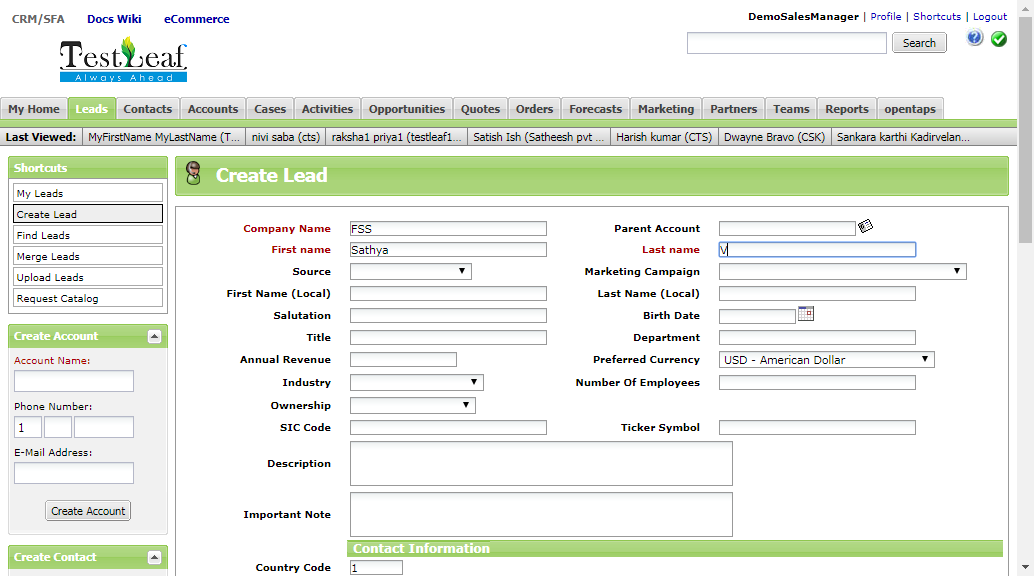 CRM/SFA Docs Wiki eCommerce
DemoSalesManager | Profile | Shortcuts | Logout
TestLeaf
Always Ahead
Search
?
My Home Leads Contacts Accounts Cases Activities Opportunities Quotes Orders Forecasts Marketing Partners Teams Reports opentaps
Last Viewed: MyFirstName MyLastName (T... nivi saba (cts) raksha1 priya1 (testleaf1... Satish Ish (Satheesh pvt ... Harish kumar (CTS) Dwayne Bravo (CSK) Sankara karthi Kadirvelan...
Shortcuts
My Leads
Create Lead
Find Leads
Merge Leads
Upload Leads
Request Catalog
Create Account
Account Name:
Phone Number:
1
E-Mail Address:
Create Account
Create Contact
Create Lead
Company Name FSS Parent Account
First name Sathya Last name V
Source Marketing Campaign
First Name (Local) Last Name (Local)
Salutation Birth Date
Title Department
Annual Revenue Preferred Currency USD - American Dollar
Industry Number Of Employees
Ownership
SIC Code Ticker Symbol
Description
Important Note
Contact Information
Country Code 1